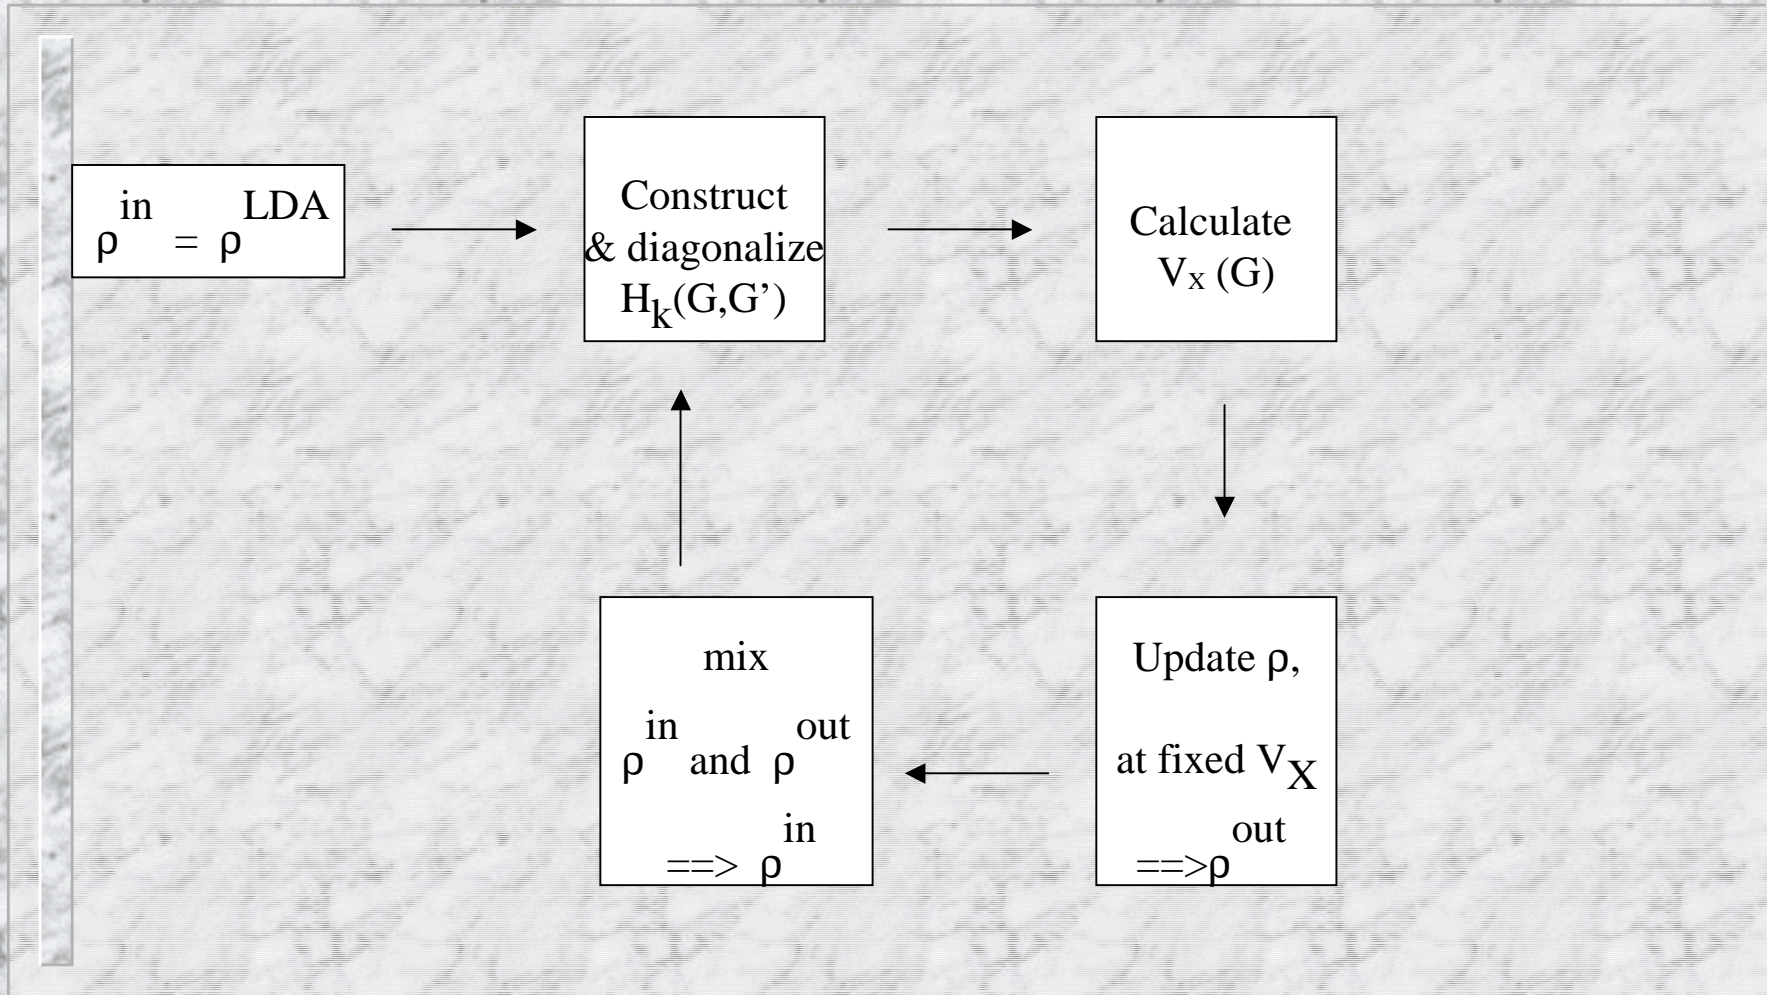 ρ^in = ρ^LDA
Construct
& diagonalize
H_k(G,G’)
Calculate
V_X (G)
mix
ρ^in and ρ^out
==> ρ^in
Update ρ,
at fixed V_X
==>ρ^out